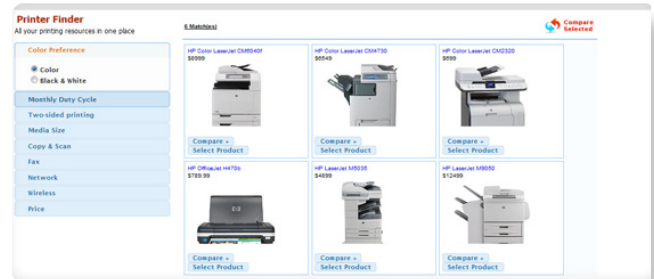 Printer Finder
All your printing resources in one place
6 Match(es)
Compare
Selected
Color Preference
Color
Black & White
Monthly Duty Cycle
Two-sided printing
Media Size
Copy & Scan
Fax
Network
Wireless
Price
HP Color LaserJet CM6040f
$8999
Compare +
Select Product
HP Color LaserJet CM4730
$6549
Compare +
Select Product
HP Color LaserJet CM2320
$699
Compare +
Select Product
HP OfficeJet H470b
$789.99
Compare +
Select Product
HP LaserJet M5035
$4899
Compare +
Select Product
HP LaserJet M9050
$12499
Compare +
Select Product